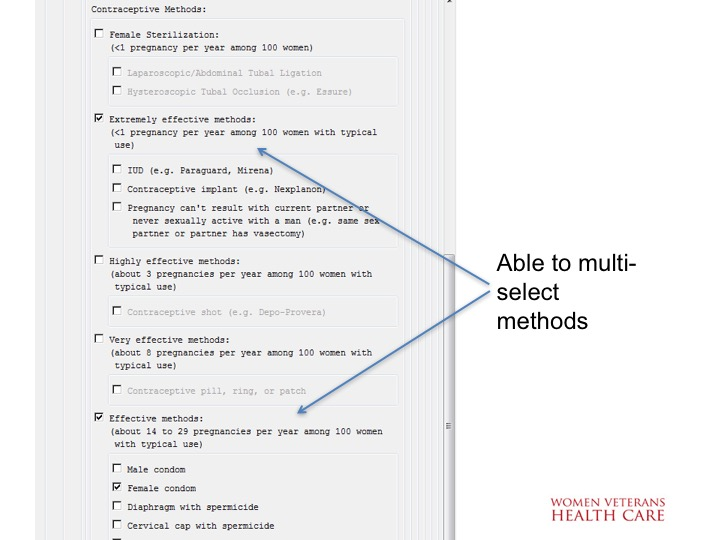 Contraceptive Methods:
Female Sterilization:
(<1 pregnancy per year among 100 women)
Laparoscopic/Abdominal Tubal Ligation
Hysteroscopic Tubal Occlusion (e.g. Essure)
Extremely effective methods:
(<1 pregnancy per year among 100 women with typical
use)
IUD (e.g. Paraguard, Mirena)
Contraceptive implant (e.g. Nexplanon)
Pregnancy can't result with current partner or
never sexually active with a man (e.g. same sex
partner or partner has vasectomy)
Highly effective methods:
(about 3 pregnancies per year among 100 women with
typical use)
Contraceptive shot (e.g. Depo-Provera)
Very effective methods:
(about 8 pregnancies per year among 100 women with
typical use)
Contraceptive pill, ring, or patch
Effective methods:
(about 14 to 29 pregnancies per year among 100 women
with typical use)
Male condom
Female condom
Diaphragm with spermicide
Cervical cap with spermicide
Able to multi-
select
methods
WOMEN VETERANS
HEALTH CARE